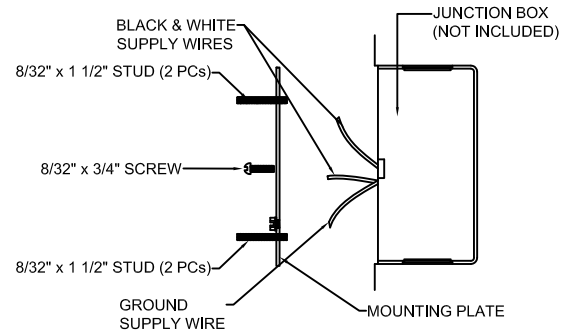 BLACK & WHITE
SUPPLY WIRES
JUNCTION BOX
(NOT INCLUDED)
8/32" x 1 1/2" STUD (2 PCs)
8/32" x 3/4" SCREW
8/32" x 1 1/2" STUD (2 PCs)
GROUND
SUPPLY WIRE
MOUNTING PLATE